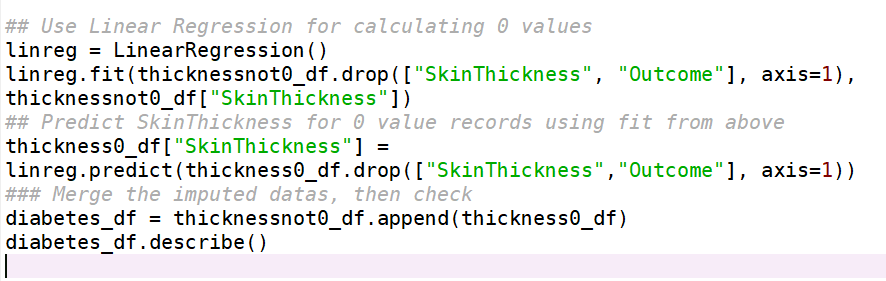 ## Use Linear Regression for calculating 0 values
linreg = LinearRegression()
linreg.fit(thicknessnot0_df.drop(["SkinThickness", "Outcome"], axis=1),
thicknessnot0_df["SkinThickness"])
## Predict SkinThickness for 0 value records using fit from above
thickness0_df["SkinThickness"] =
linreg.predict(thickness0_df.drop(["SkinThickness","Outcome"], axis=1))
### Merge the imputed datas, then check
diabetes_df = thicknessnot0_df.append(thickness0_df)
diabetes_df.describe()